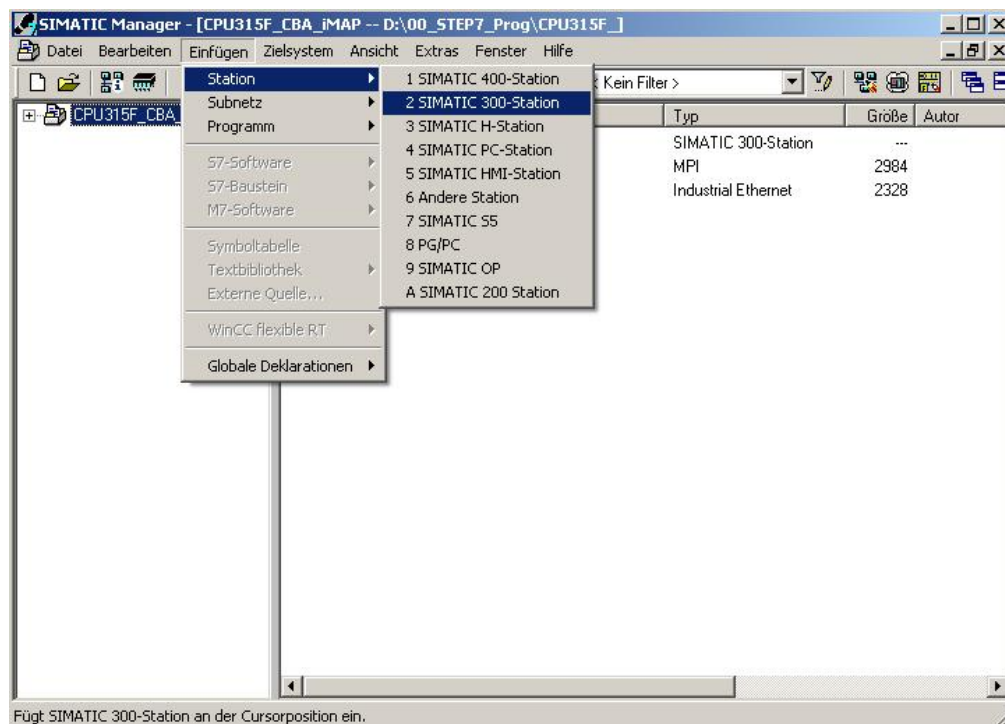 SIMATIC Manager - [CPU315F_CBA_iMAP -- D:\00_STEP7_Prog\CPU315F_]
Datei Bearbeiten Einfügen Zielsystem Ansicht Extras Fenster Hilfe
Kein Filter >
CPU315F_CBA_
Station
Subnetz
Programm
S7-Software
S7-Baustein
M7-Software
Symboltabelle
Textbibliothek
Externe Quelle...
WinCC flexible RT
Globale Deklarationen
1 SIMATIC 400-Station
2 SIMATIC 300-Station
3 SIMATIC H-Station
4 SIMATIC PC-Station
5 SIMATIC HMI-Station
6 Andere Station
7 SIMATIC S5
8 PG/PC
9 SIMATIC OP
A SIMATIC 200 Station
Typ Größe Autor
SIMATIC 300-Station ---
MPI 2984
Industrial Ethernet 2328
Fügt SIMATIC 300-Station an der Cursorposition ein.